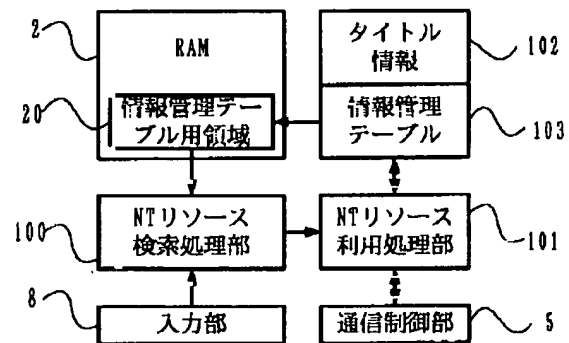 2
RAM
タイトル
情報
102
20
情報管理テー
ブル用領域
情報管理
テーブル
103
100
NTリソース
検索処理部
NTリソース
利用処理部
101
8
入力部
通信制御部
5